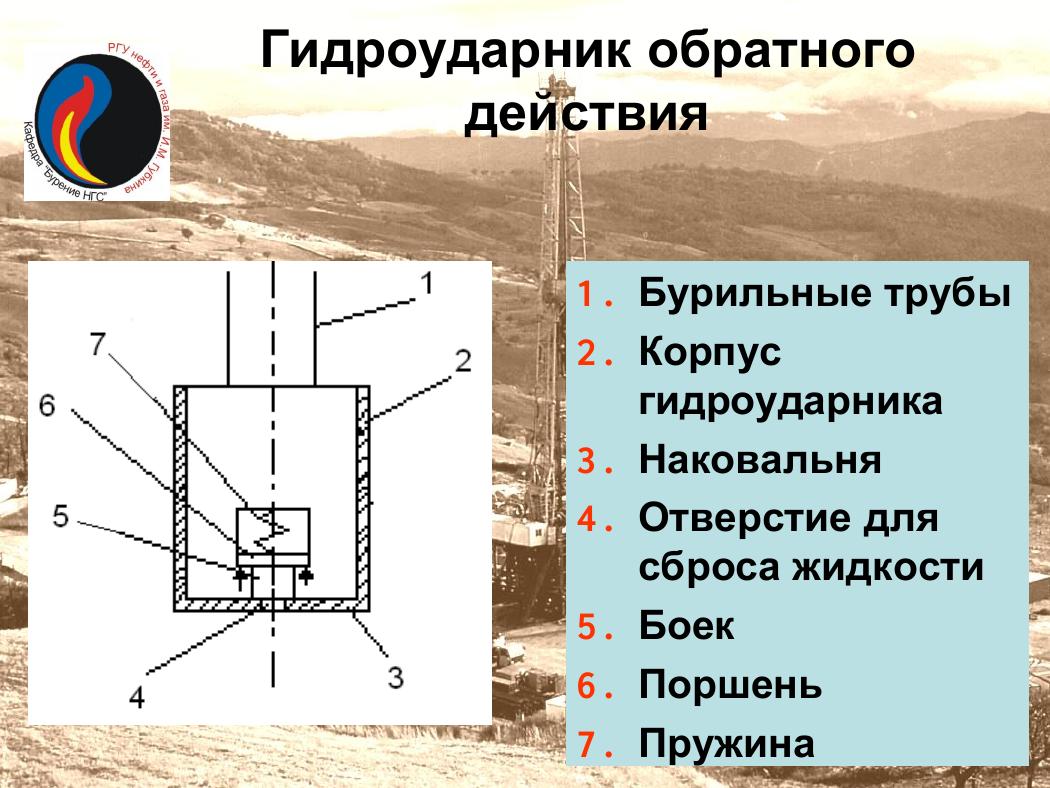 Гидроударник обратного
действия
РГУ нефти и газа им. И.М. Губкина
Кафедра "Бурение НГС"
1
7
2
6
5
3
4
1. Бурильные трубы
2. Корпус
гидроударника
3. Наковальня
4. Отверстие для
сброса жидкости
5. Боек
6. Поршень
7. Пружина